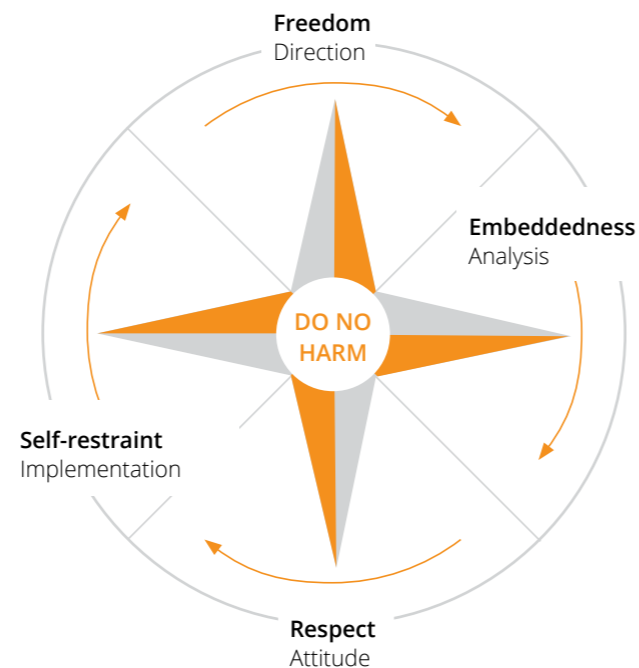 Freedom
Direction
Embeddedness
Analysis
DO NO
HARM
Self-restraint
Implementation
Respect
Attitude